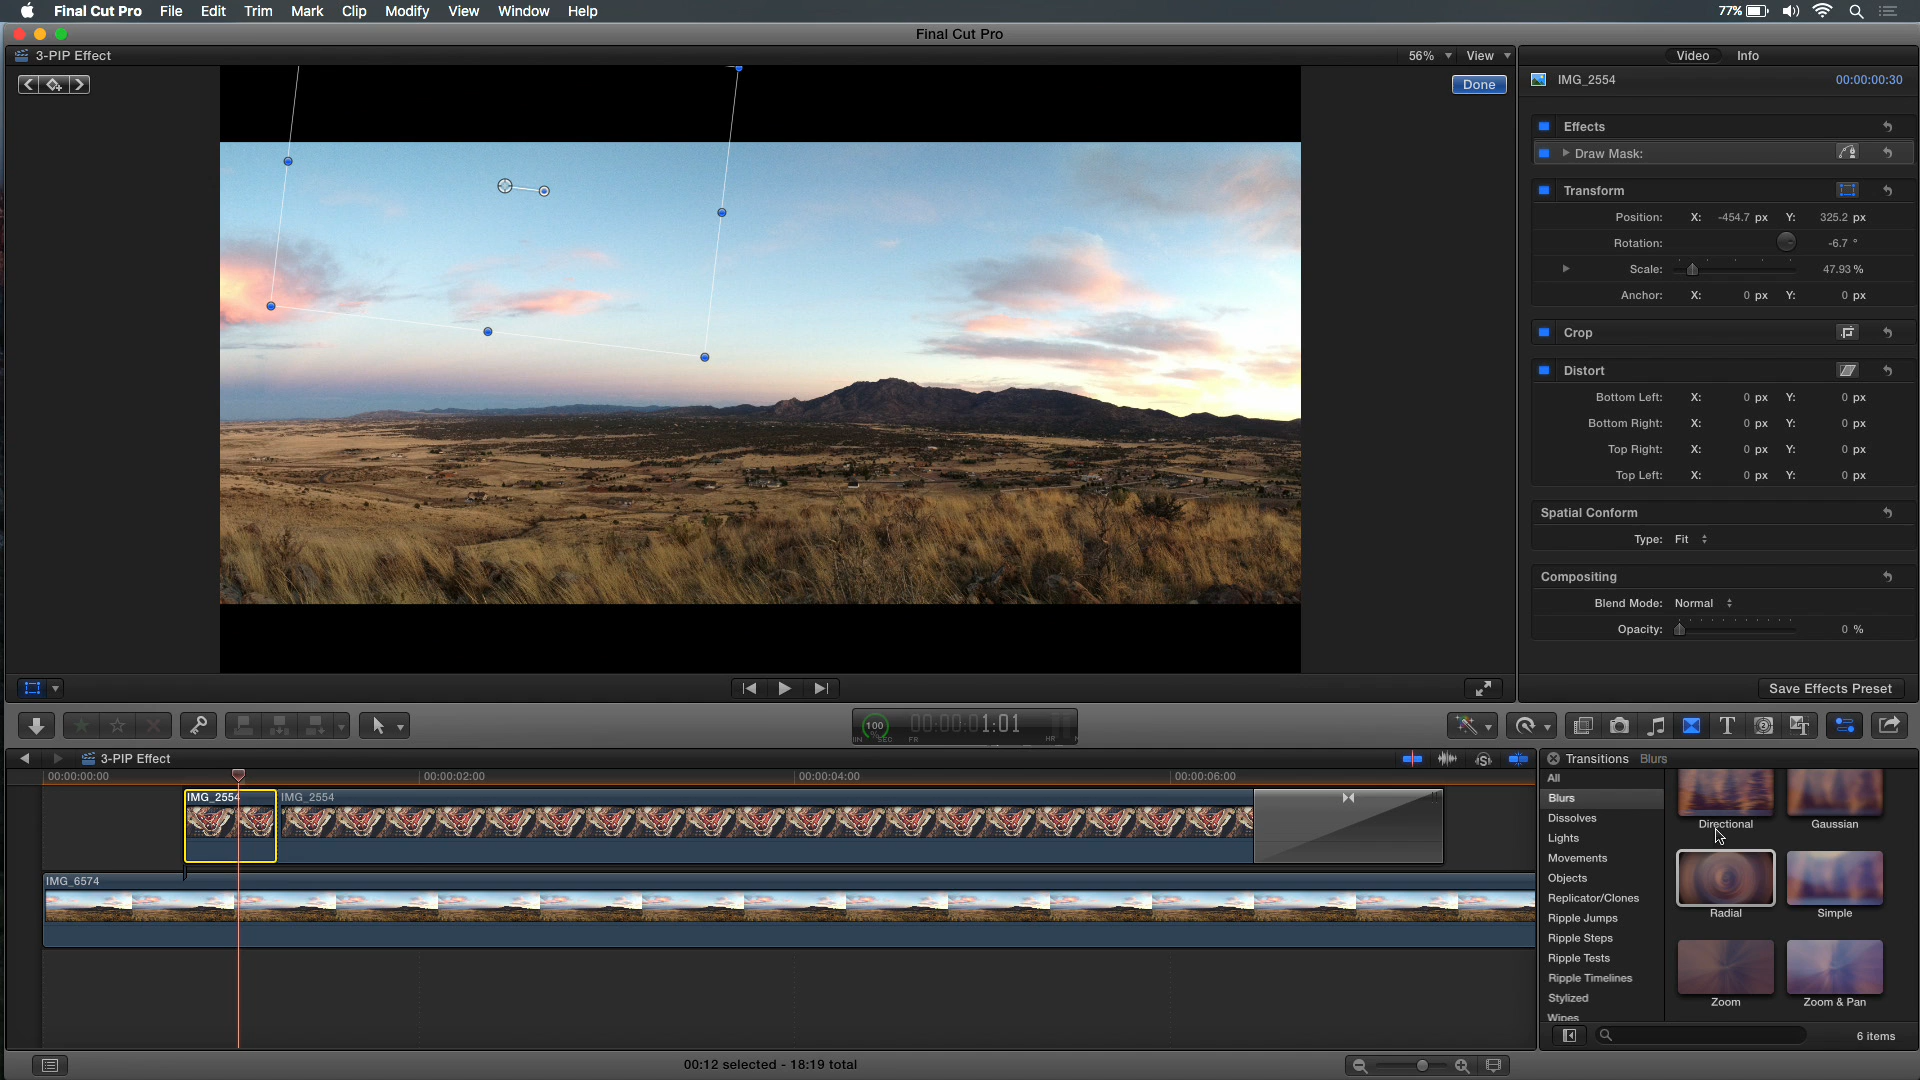 Final Cut Pro File Edit Trim Mark Clip Modify View Window Help 77%
Final Cut Pro
3-PIP Effect 56% View Video Info
Done
IMG_2554 00:00:00:30
Effects
Draw Mask:
Transform
Position: X: -454.7 px Y: 325.2 px
Rotation: -6.7 °
Scale: 47.93 %
Anchor: X: 0 px Y: 0 px
Crop
Distort
Bottom Left: X: 0 px Y: 0 px
Bottom Right: X: 0 px Y: 0 px
Top Right: X: 0 px Y: 0 px
Top Left: X: 0 px Y: 0 px
Spatial Conform
Type: Fit
Compositing
Blend Mode: Normal
Opacity: 0 %
Save Effects Preset
100 % 00:00:01:01
SEC FR HR
3-PIP Effect
00:00:00:00 00:00:02:00 00:00:04:00 00:00:06:00
IMG_2554 IMG_2554
IMG_6574
Transitions Blurs
All
Blurs
Dissolves
Lights
Movements
Objects
Replicator/Clones
Ripple Jumps
Ripple Steps
Ripple Tests
Ripple Timelines
Stylized
Wipes
Directional Gaussian
Radial Simple
Zoom Zoom & Pan
6 items
00:12 selected - 18:19 total